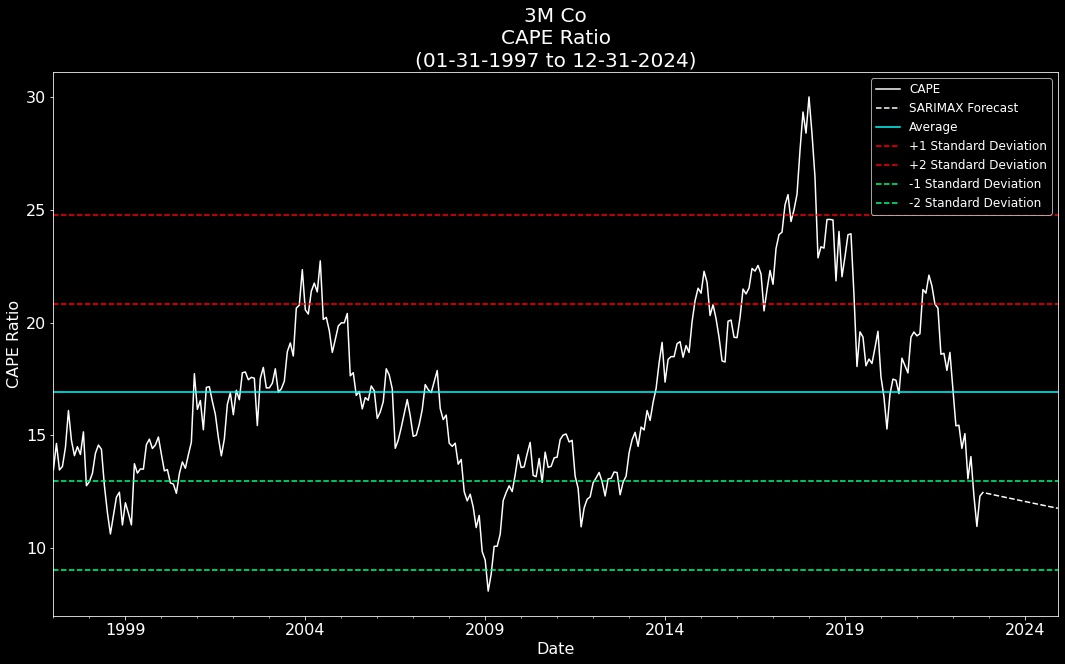 3M Co
CAPE Ratio
(01-31-1997 to 12-31-2024)
CAPE
SARIMAX Forecast
Average
+1 Standard Deviation
+2 Standard Deviation
-1 Standard Deviation
-2 Standard Deviation
30
25
20
15
10
CAPE Ratio
1999
2004
2009
2014
2019
2024
Date